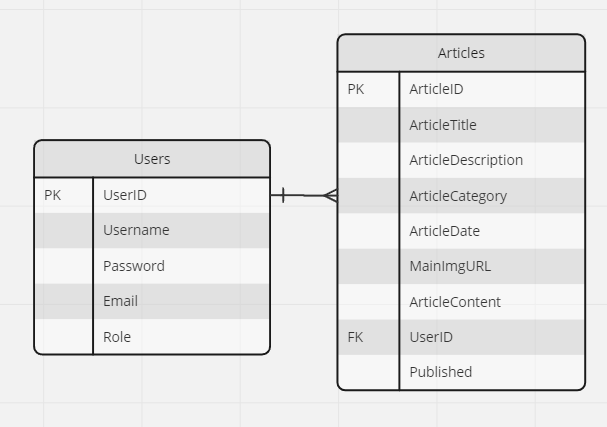 Users
PK UserID
Username
Password
Email
Role
Articles
PK ArticleID
ArticleTitle
ArticleDescription
ArticleCategory
ArticleDate
MainImgURL
ArticleContent
FK UserID
Published